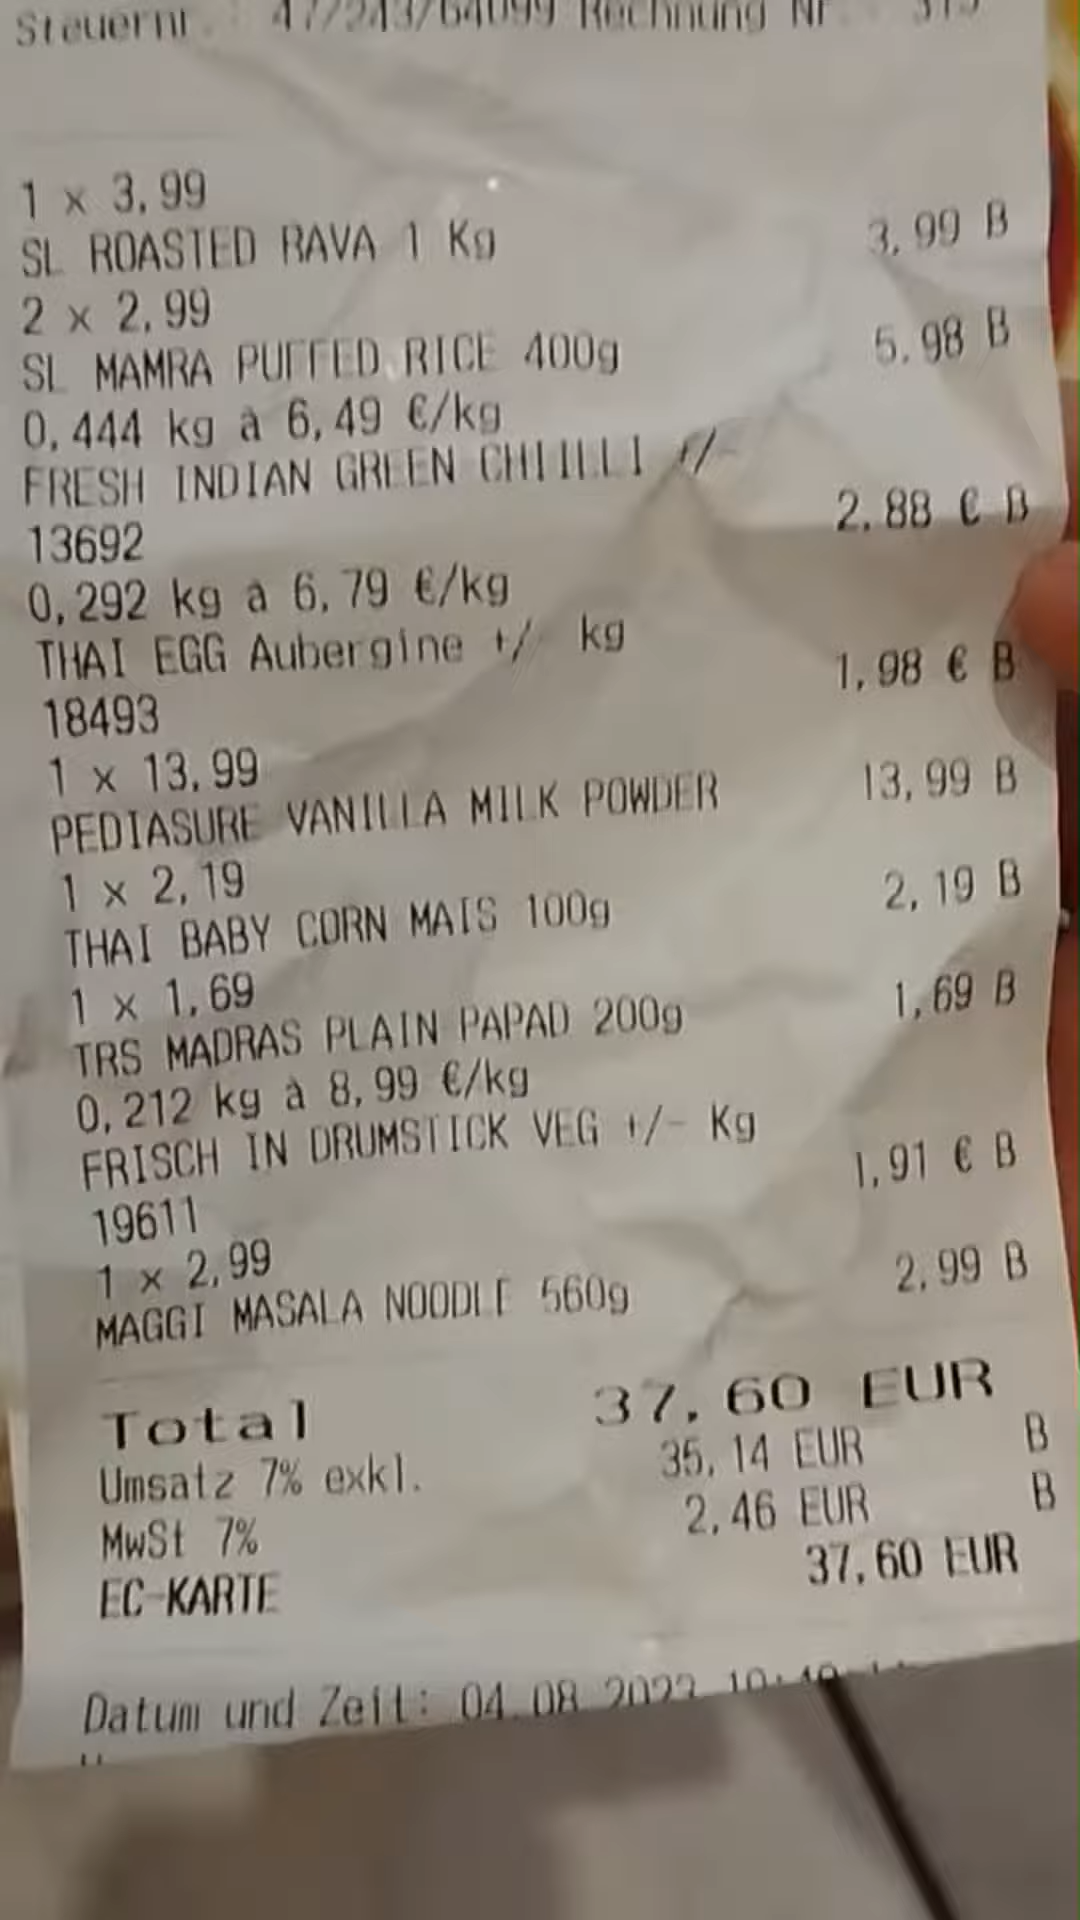 Steuernr.: Rechnung Nr.
1 x 3,99
SL ROASTED RAVA 1 Kg 3,99 B
2 x 2,99
SL MAMRA PUFFED RICE 400g 5,98 B
0,444 kg à 6,49 €/kg
FRESH INDIAN GREEN CHIILLI +/-
13692 2,88 € B
0,292 kg à 6,79 €/kg
THAI EGG Aubergine +/- kg
18493 1,98 € B
1 x 13,99
PEDIASURE VANILLA MILK POWDER 13,99 B
1 x 2,19
THAI BABY CORN MAIS 100g 2,19 B
1 x 1,69
TRS MADRAS PLAIN PAPAD 200g 1,69 B
0,212 kg à 8,99 €/kg
FRISCH IN DRUMSTICK VEG +/- Kg
19611 1,91 € B
1 x 2,99
MAGGI MASALA NOODLE 560g 2,99 B
Total 37,60 EUR
Umsatz 7% exkl. 35,14 EUR B
MwSt 7% 2,46 EUR B
EC-KARTE 37,60 EUR
Datum und Zeit: